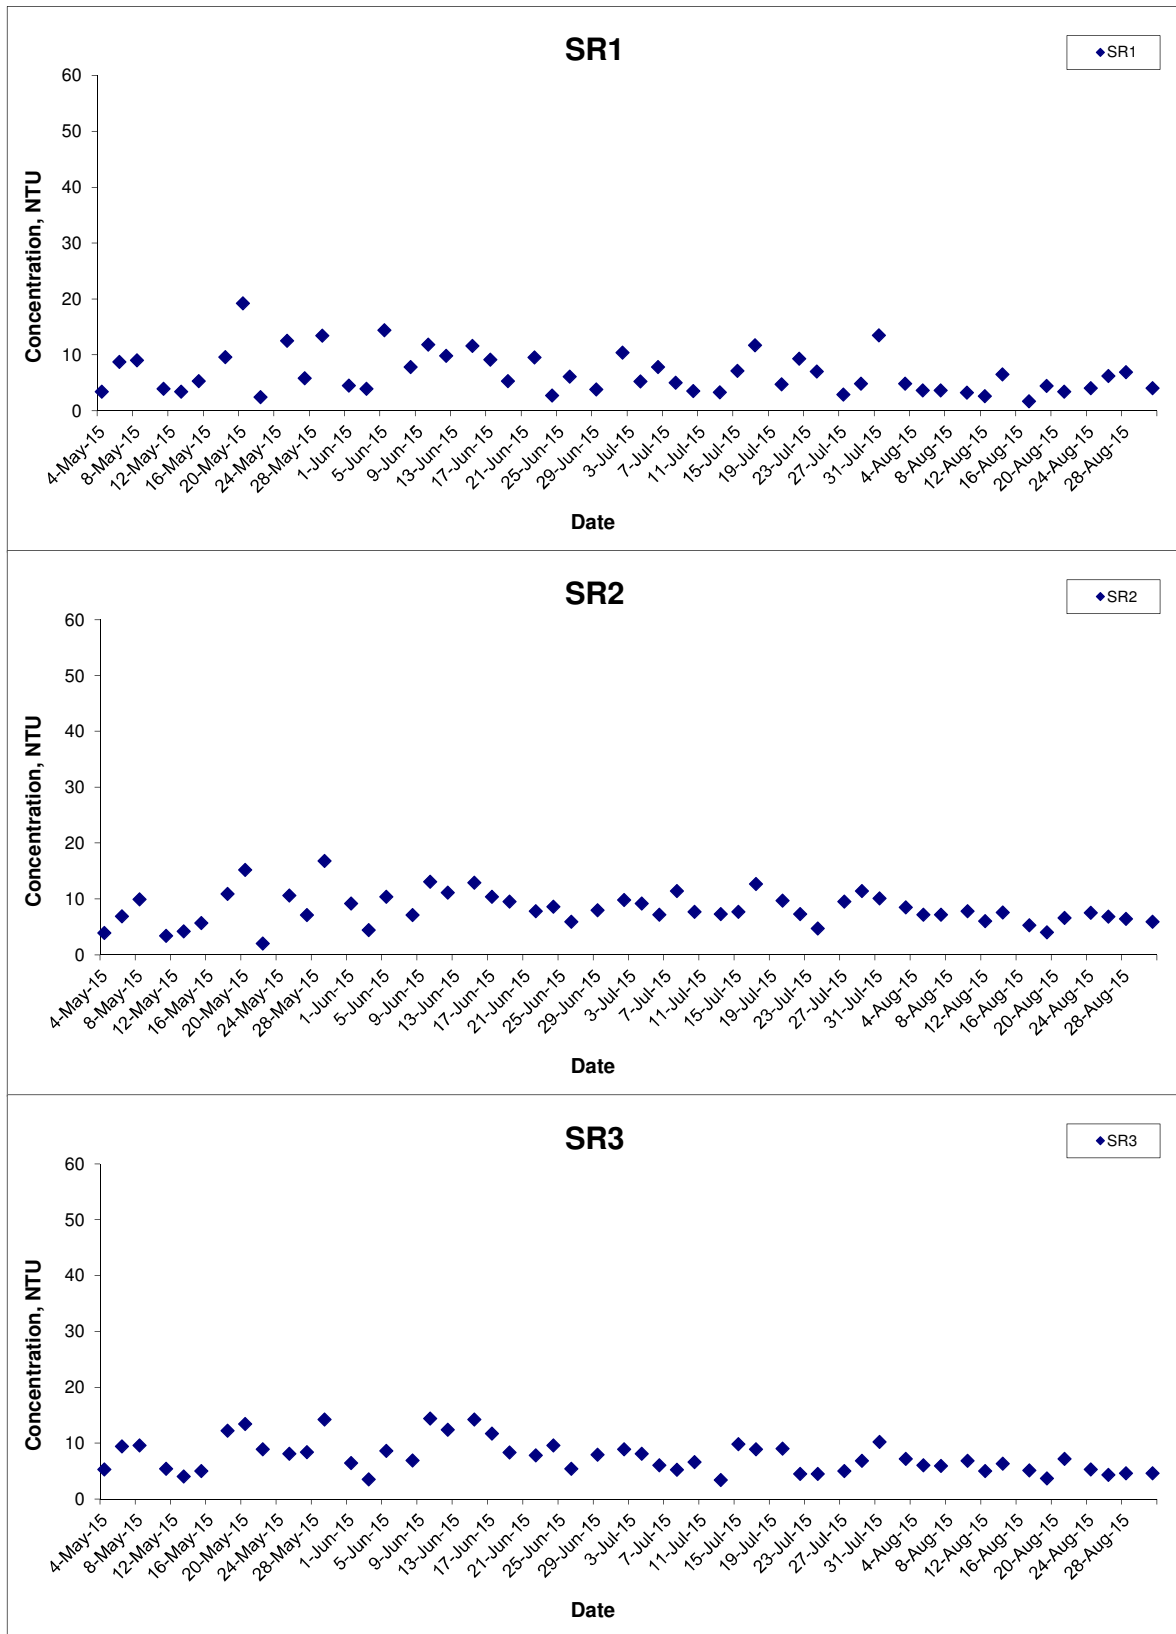 SR1
SR1
60
50
40
30
20
10
0
Concentration, NTU
4-May-15
8-May-15
12-May-15
16-May-15
20-May-15
24-May-15
28-May-15
1-Jun-15
5-Jun-15
9-Jun-15
13-Jun-15
17-Jun-15
21-Jun-15
25-Jun-15
29-Jun-15
3-Jul-15
7-Jul-15
11-Jul-15
15-Jul-15
19-Jul-15
23-Jul-15
27-Jul-15
31-Jul-15
4-Aug-15
8-Aug-15
12-Aug-15
16-Aug-15
20-Aug-15
24-Aug-15
28-Aug-15
Date
SR2
SR2
60
50
40
30
20
10
0
Concentration, NTU
4-May-15
8-May-15
12-May-15
16-May-15
20-May-15
24-May-15
28-May-15
1-Jun-15
5-Jun-15
9-Jun-15
13-Jun-15
17-Jun-15
21-Jun-15
25-Jun-15
29-Jun-15
3-Jul-15
7-Jul-15
11-Jul-15
15-Jul-15
19-Jul-15
23-Jul-15
27-Jul-15
31-Jul-15
4-Aug-15
8-Aug-15
12-Aug-15
16-Aug-15
20-Aug-15
24-Aug-15
28-Aug-15
Date
SR3
SR3
60
50
40
30
20
10
0
Concentration, NTU
4-May-15
8-May-15
12-May-15
16-May-15
20-May-15
24-May-15
28-May-15
1-Jun-15
5-Jun-15
9-Jun-15
13-Jun-15
17-Jun-15
21-Jun-15
25-Jun-15
29-Jun-15
3-Jul-15
7-Jul-15
11-Jul-15
15-Jul-15
19-Jul-15
23-Jul-15
27-Jul-15
31-Jul-15
4-Aug-15
8-Aug-15
12-Aug-15
16-Aug-15
20-Aug-15
24-Aug-15
28-Aug-15
Date